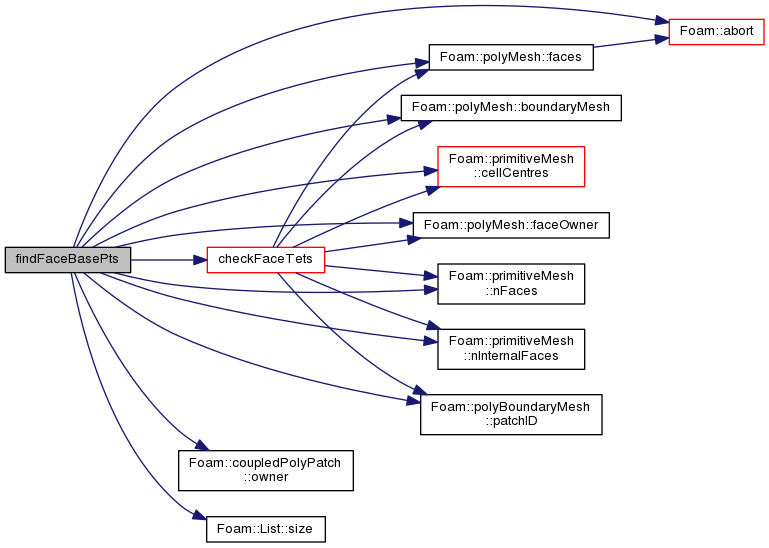 findFaceBasePts
Foam::abort
Foam::polyMesh::faces
Foam::polyMesh::boundaryMesh
Foam::primitiveMesh
::cellCentres
Foam::polyMesh::faceOwner
checkFaceTets
Foam::primitiveMesh
::nFaces
Foam::primitiveMesh
::nInternalFaces
Foam::polyBoundaryMesh
::patchID
Foam::coupledPolyPatch
::owner
Foam::List::size